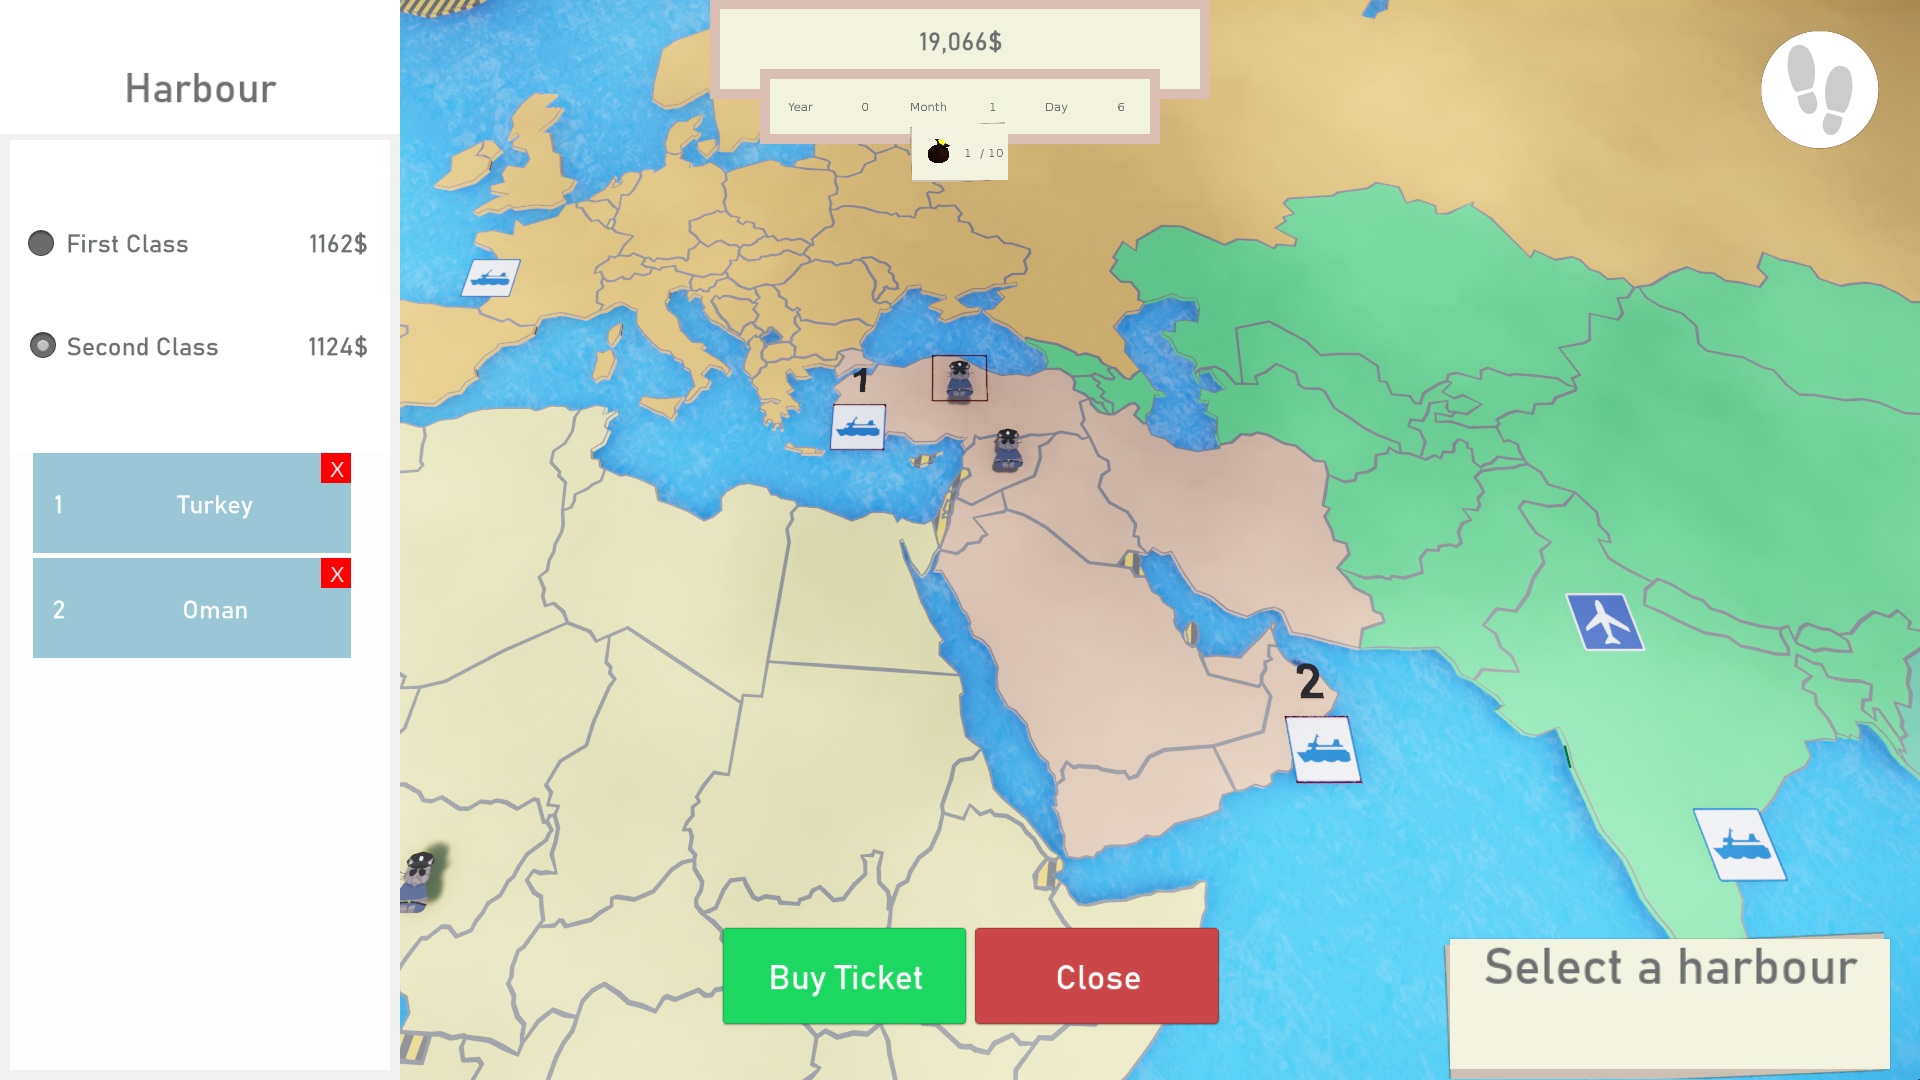 Harbour
First Class 1162$
Second Class 1124$
X
1 Turkey
X
2 Oman
19,066$
Year 0 Month 1 Day 6
1 / 10
1
2
Buy Ticket
Close
Select a harbour